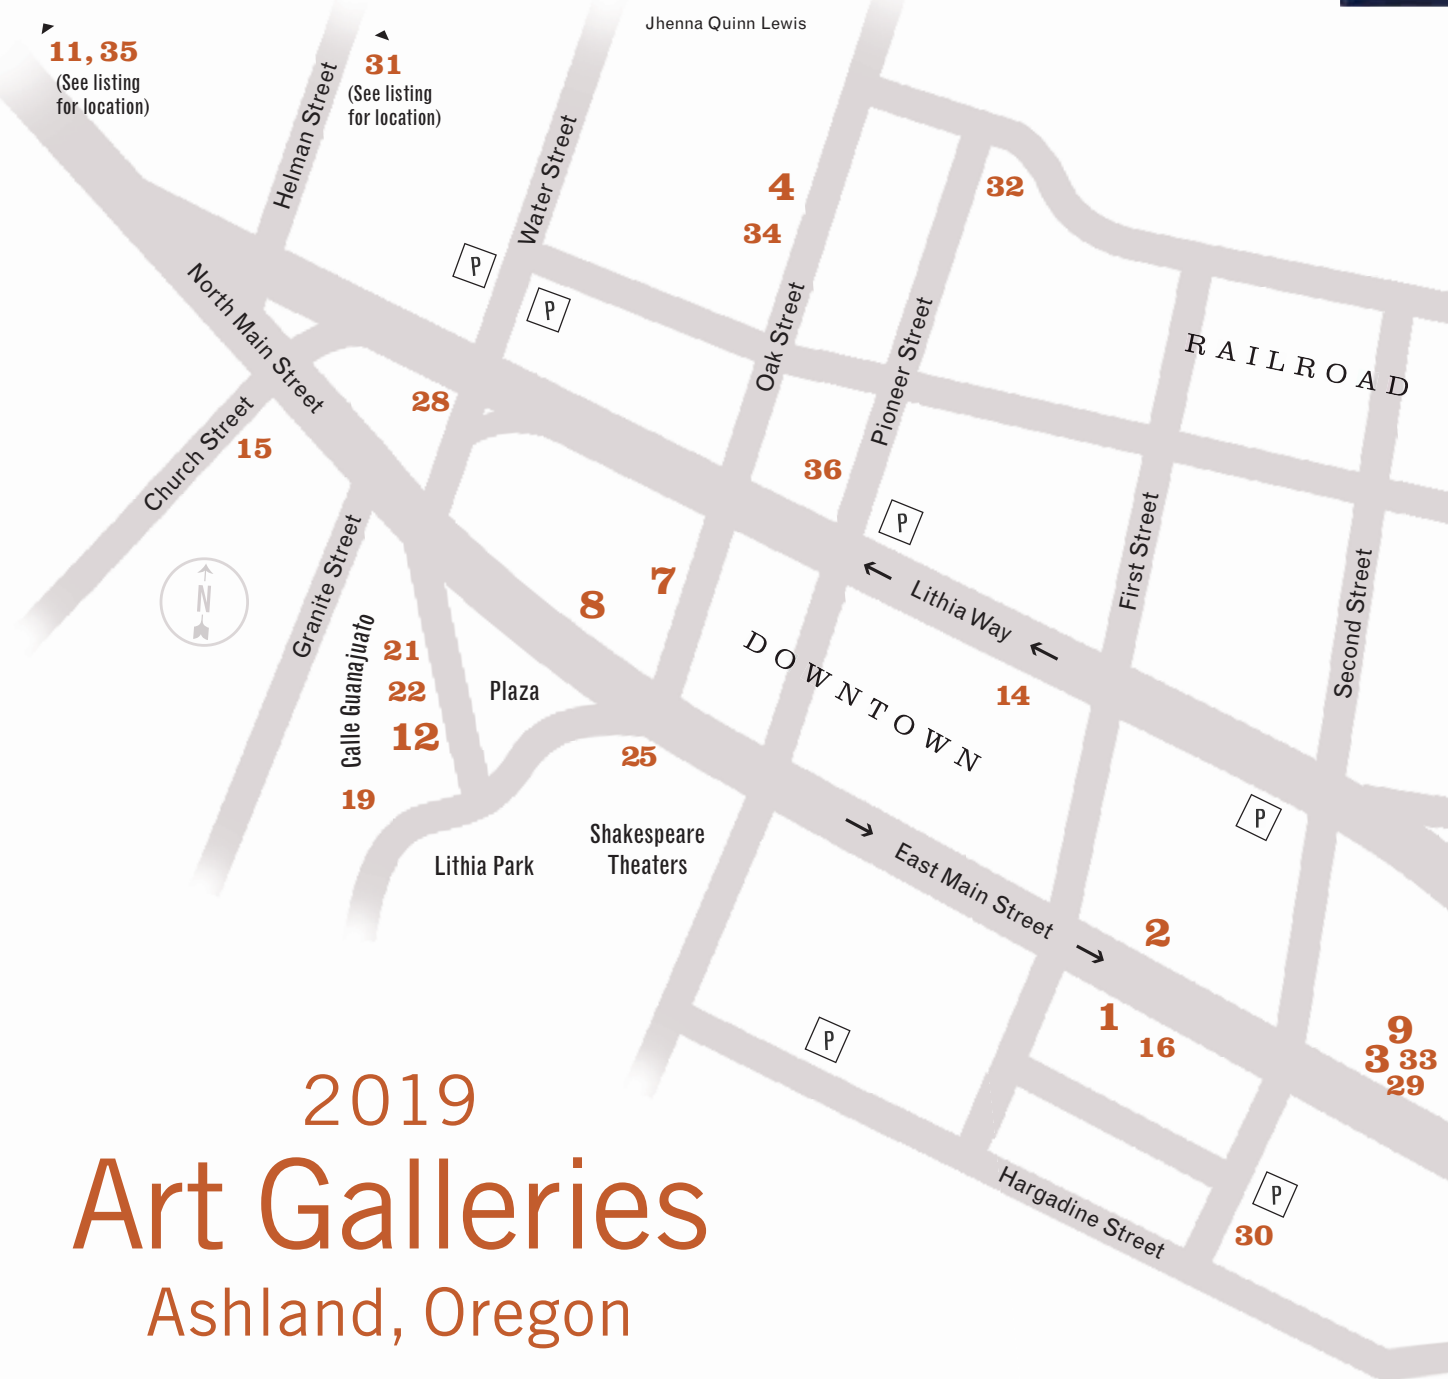 Jhenna Quinn Lewis
11, 35
(See listing
for location)
31
(See listing
for location)
Helman Street
Water Street
4
34
32
P
P
North Main Street
Oak Street
Pioneer Street
RAILROAD
28
Church Street
15
36
P
First Street
Second Street
Granite Street
N
8
7
Lithia Way
Calle Guanajuato
21
22
12
19
Plaza
DOWNTOWN
14
25
Shakespeare
Theaters
Lithia Park
East Main Street
P
2
1
16
9
3 33
29
P
Hargadine Street
P
30
2019
Art Galleries
Ashland, Oregon